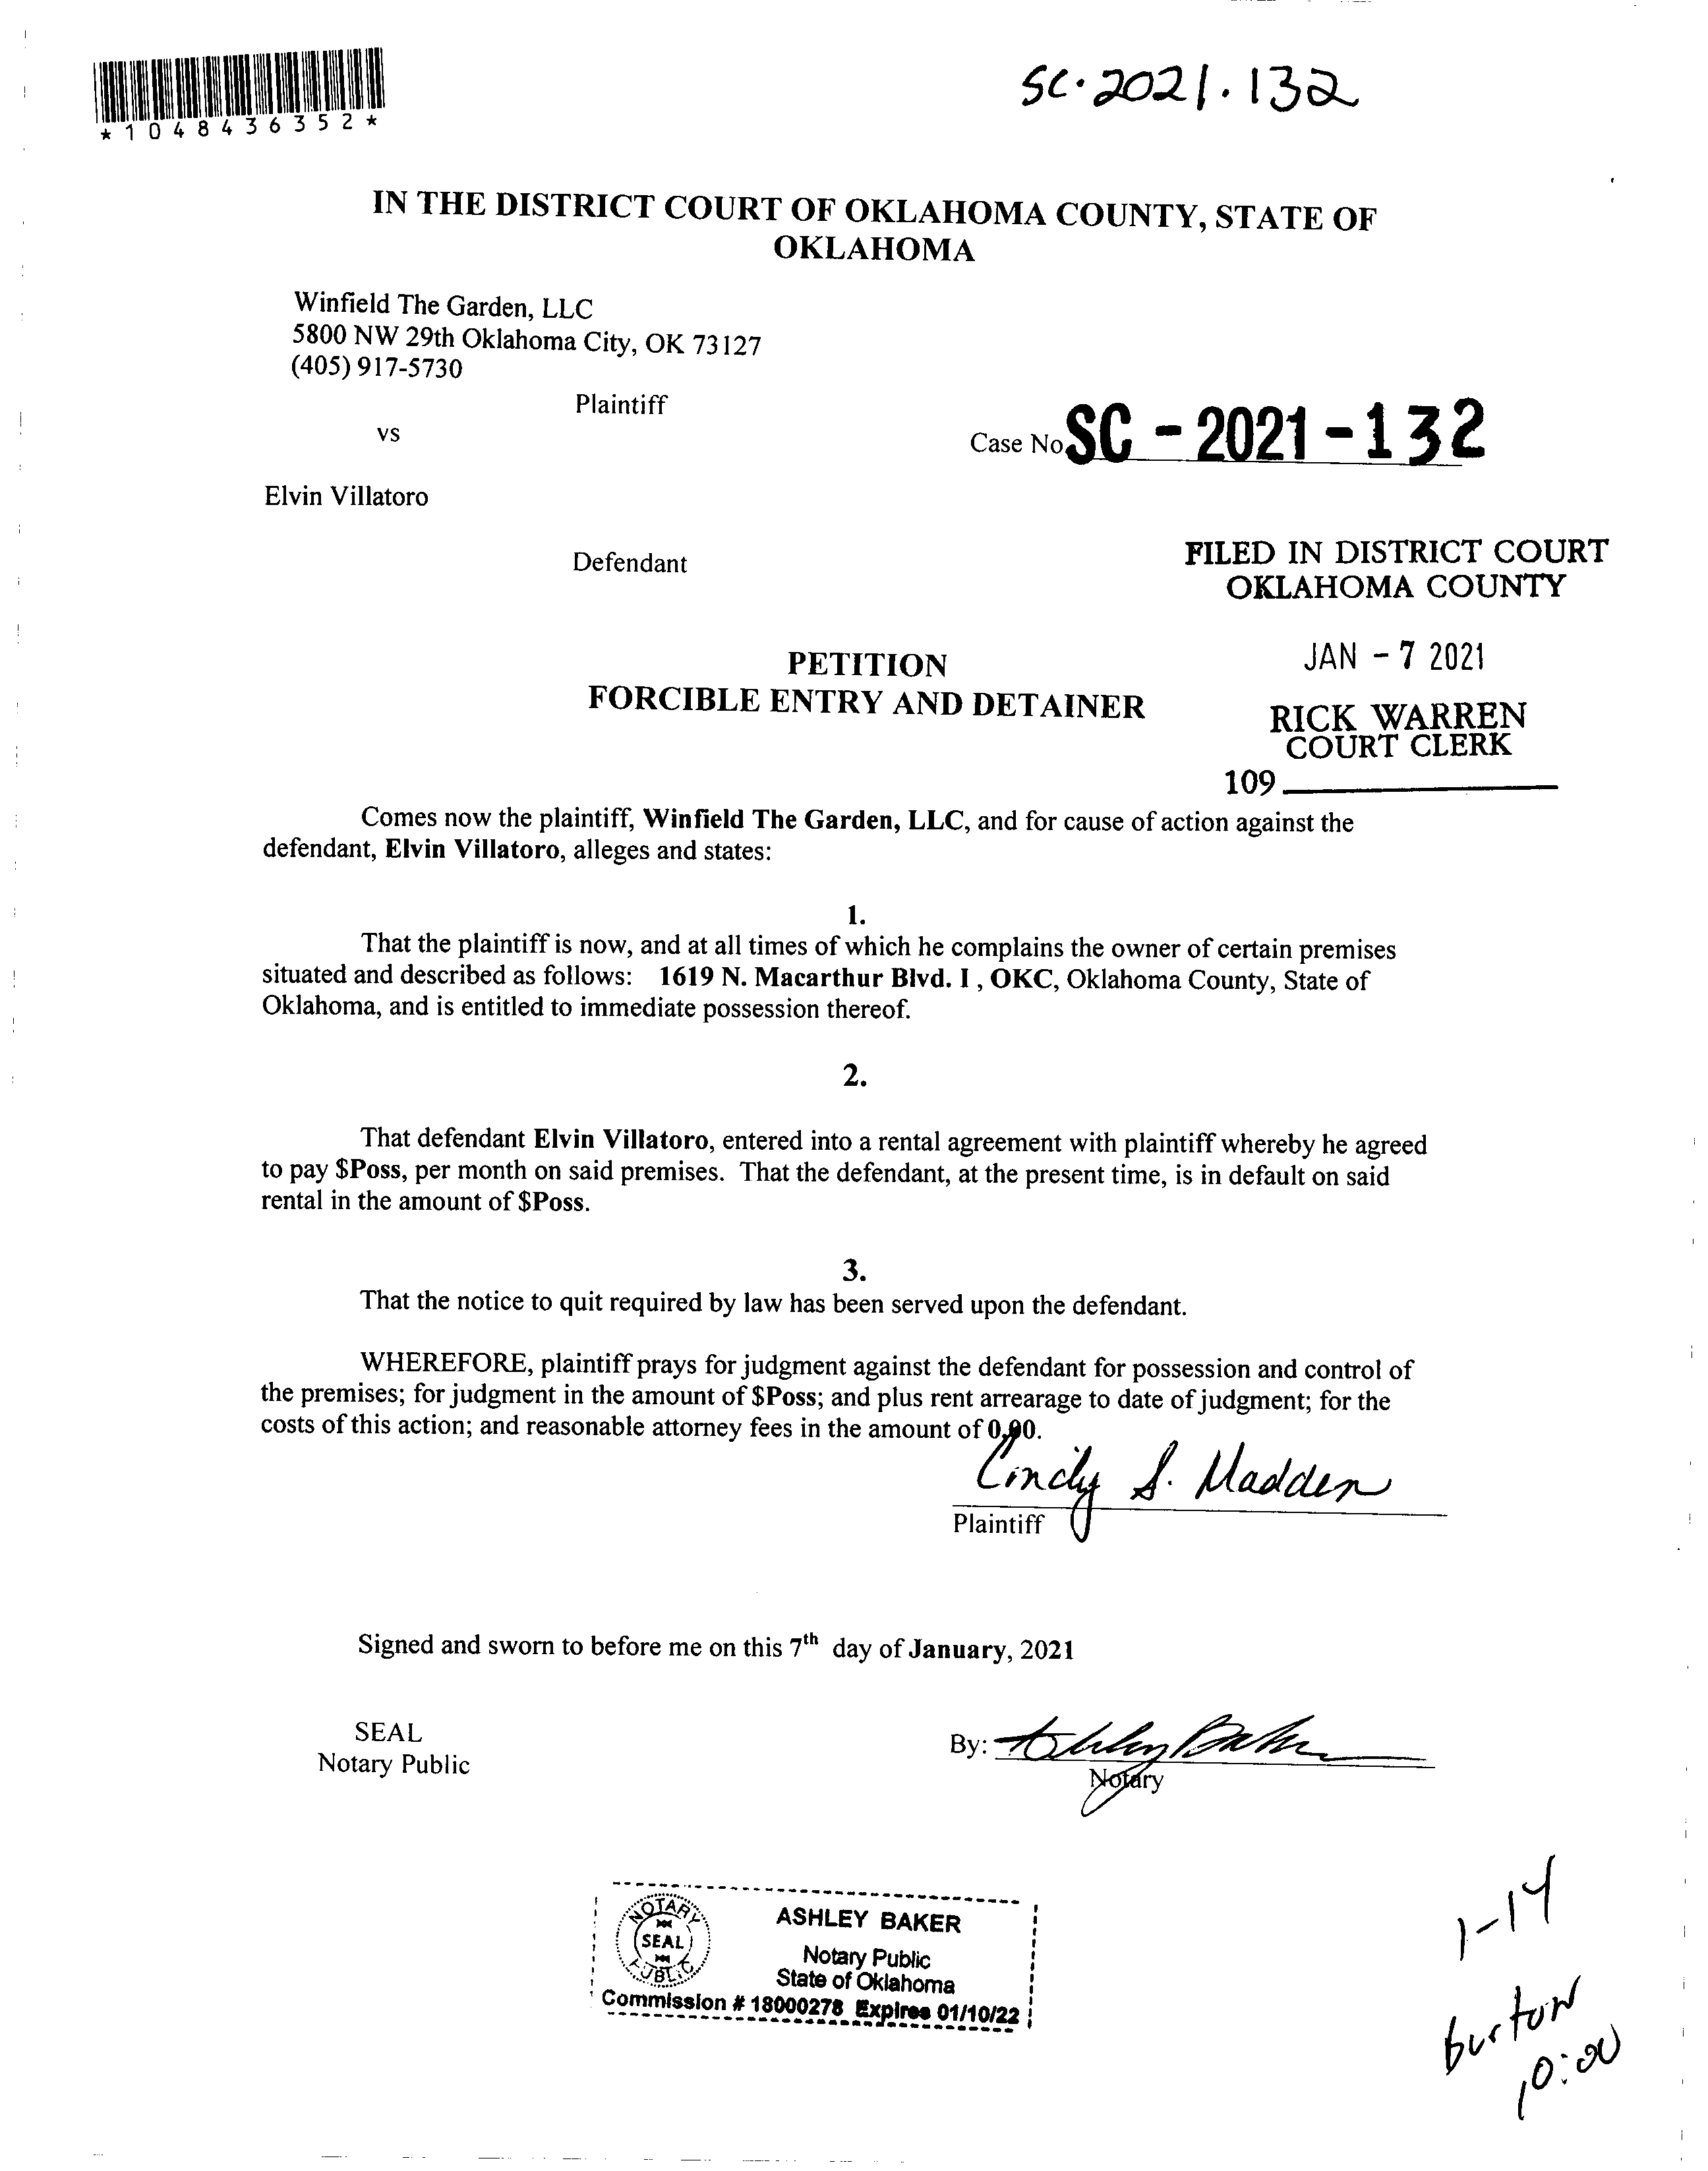 SC·2021·132
*1048436352*
IN THE DISTRICT COURT OF OKLAHOMA COUNTY, STATE OF
OKLAHOMA
Winfield The Garden, LLC
5800 NW 29th Oklahoma City, OK 73127
(405) 917-5730
Plaintiff
vs
Case No. SC - 2021 - 132
Elvin Villatoro
Defendant
FILED IN DISTRICT COURT
OKLAHOMA COUNTY
JAN - 7 2021
RICK WARREN
COURT CLERK
109
PETITION
FORCIBLE ENTRY AND DETAINER
Comes now the plaintiff, Winfield The Garden, LLC, and for cause of action against the
defendant, Elvin Villatoro, alleges and states:
1.
That the plaintiff is now, and at all times of which he complains the owner of certain premises
situated and described as follows: 1619 N. Macarthur Blvd. I , OKC, Oklahoma County, State of
Oklahoma, and is entitled to immediate possession thereof.
2.
That defendant Elvin Villatoro, entered into a rental agreement with plaintiff whereby he agreed
to pay $Poss, per month on said premises. That the defendant, at the present time, is in default on said
rental in the amount of $Poss.
3.
That the notice to quit required by law has been served upon the defendant.
WHEREFORE, plaintiff prays for judgment against the defendant for possession and control of
the premises; for judgment in the amount of $Poss; and plus rent arrearage to date of judgment; for the
costs of this action; and reasonable attorney fees in the amount of 0.00.
Cindy S. Madden
Plaintiff
Signed and sworn to before me on this 7th day of January, 2021
SEAL
Notary Public
By: Ashley Baker
Notary
NOTARY
SEAL
PUBLIC
ASHLEY BAKER
Notary Public
State of Oklahoma
Commission # 18000278 Expires 01/10/22
1-14
burton
10:00